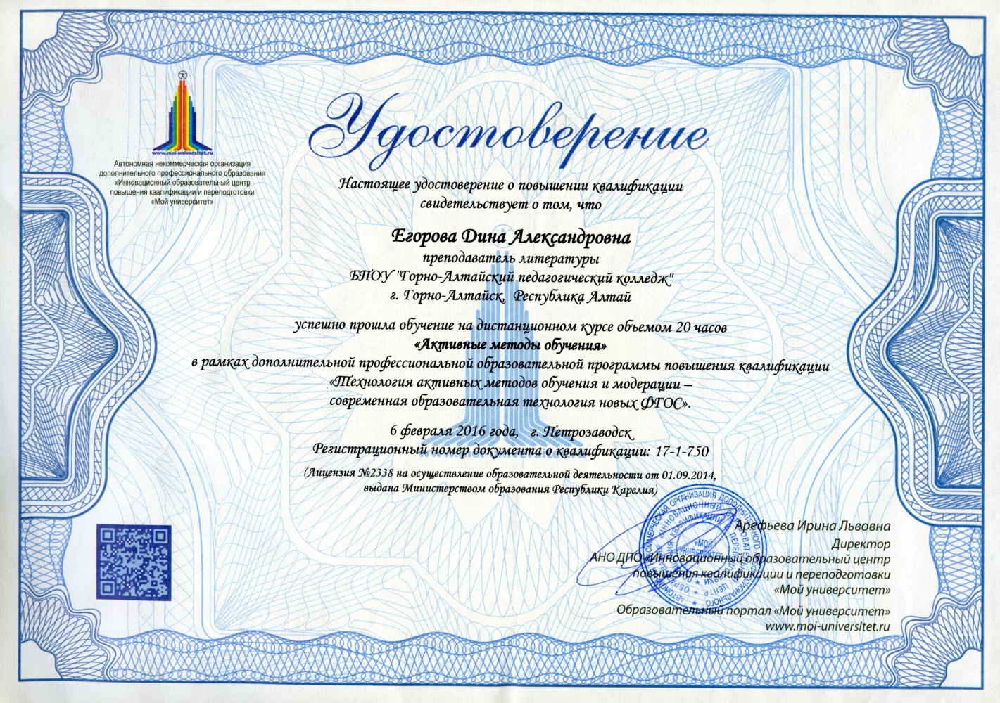 Удостоверение
www.moi-universitet.ru
Автономная некоммерческая организация
дополнительного профессионального образования
«Инновационный образовательный центр
повышения квалификации и переподготовки
«Мой университет»
Настоящее удостоверение о повышении квалификации
свидетельствует о том, что
Егорова Дина Александровна
преподаватель литературы
БПОУ "Горно-Алтайский педагогический колледж"
г. Горно-Алтайск, Республика Алтай
успешно прошла обучение на дистанционном курсе объемом 20 часов
«Активные методы обучения»
в рамках дополнительной профессиональной образовательной программы повышения квалификации
«Технология активных методов обучения и модерации –
современная образовательная технология новых ФГОС».
6 февраля 2016 года, г. Петрозаводск
Регистрационный номер документа о квалификации: 17-1-750
(Лицензия №2338 на осуществление образовательной деятельности от 01.09.2014,
выдана Министерством образования Республики Карелия)
Арефьева Ирина Львовна
Директор
АНО ДПО «Инновационный образовательный центр
повышения квалификации и переподготовки
«Мой университет»
Образовательный портал «Мой университет»
www.moi-universitet.ru
«МОЙ
УНИВЕРСИТЕТ»